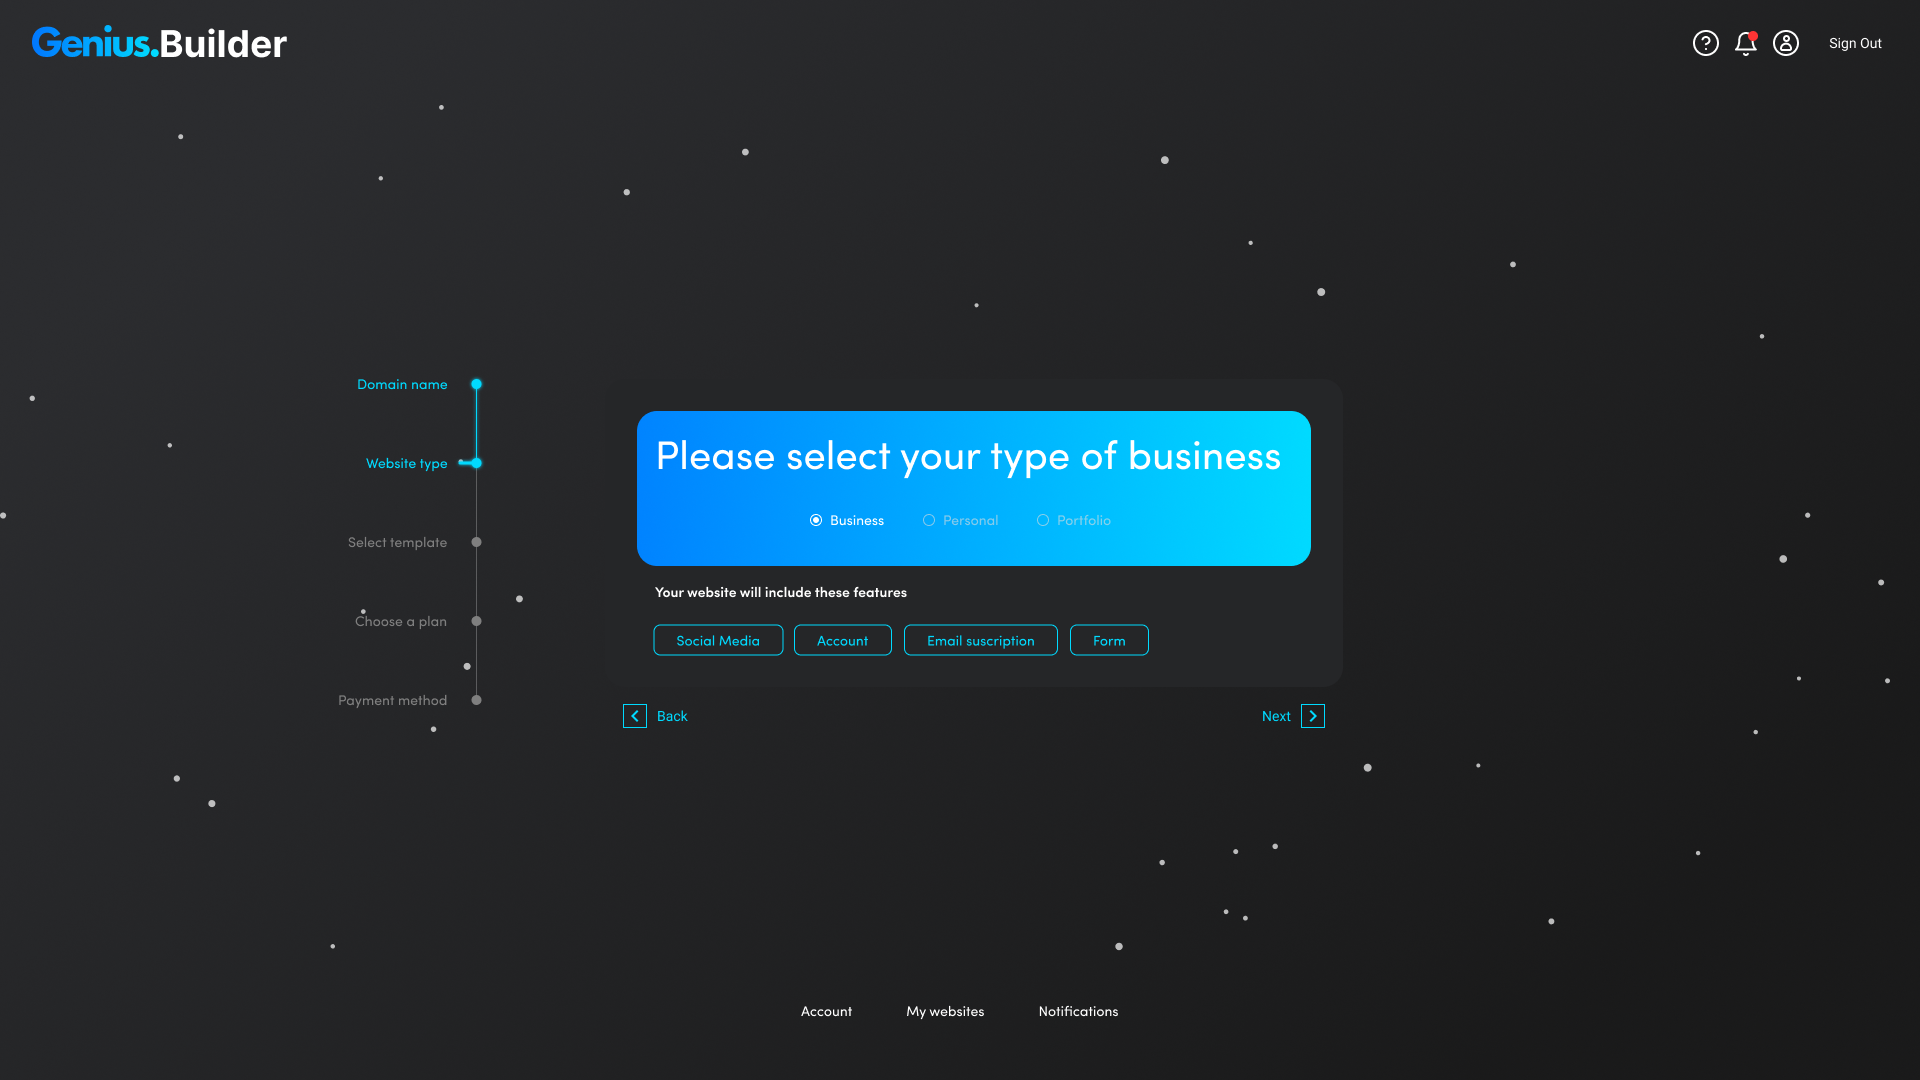 Genius.Builder
Sign Out
Domain name
Website type
Select template
Choose a plan
Payment method
Please select your type of business
Business Personal Portfolio
Your website will include these features
Social Media Account Email suscription Form
Back Next
Account My websites Notifications